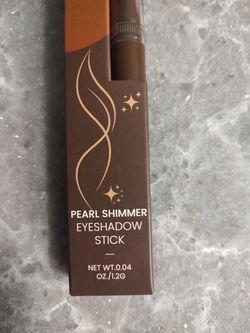 PEARL SHIMMER
EYESHADOW
STICK
NET WT.0.04
OZ./1.2G